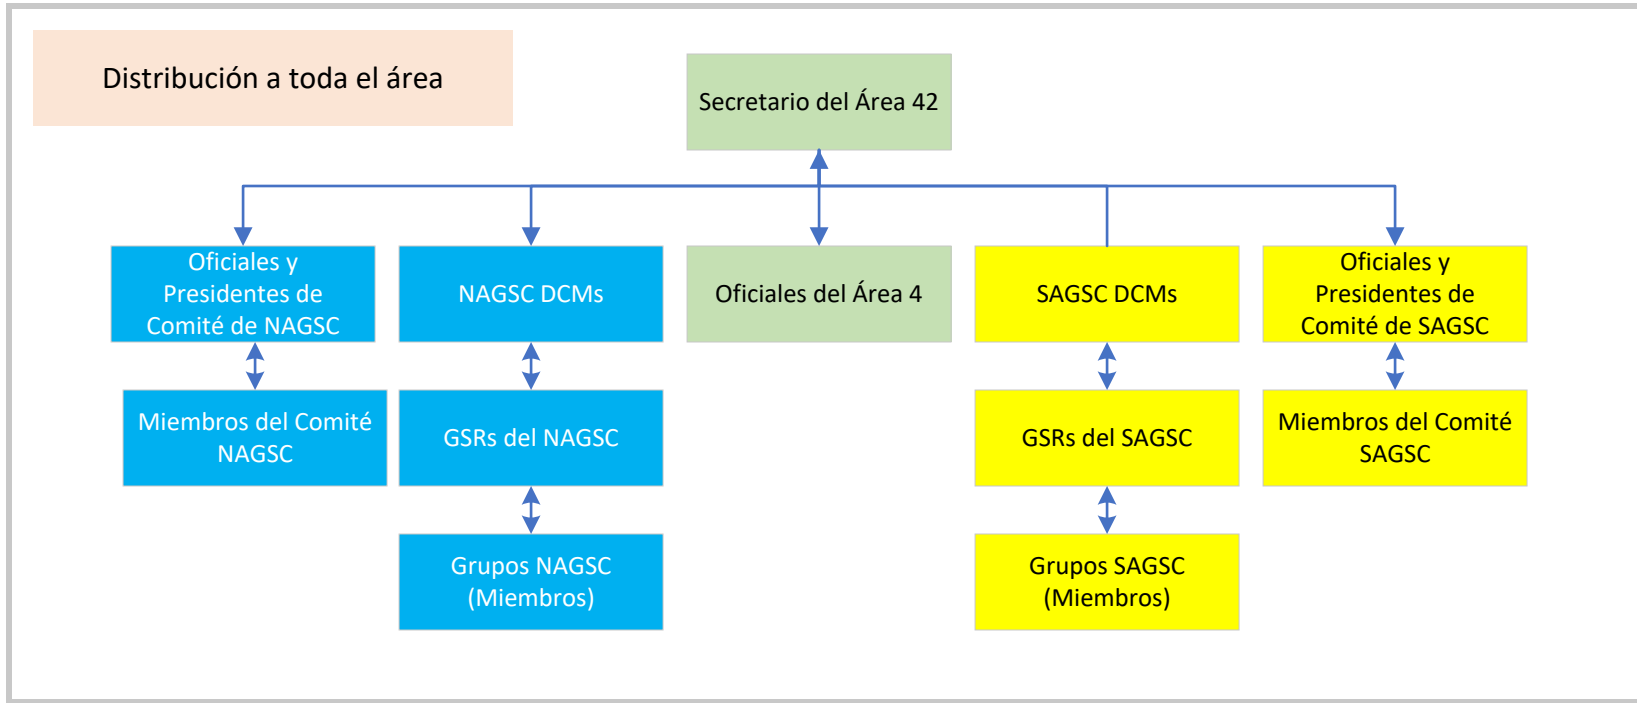 Distribución a toda el área
Secretario del Área 42
Oficiales y
Presidentes de
Comité de NAGSC
NAGSC DCMs
Oficiales del Área 4
SAGSC DCMs
Oficiales y
Presidentes de
Comité de SAGSC
Miembros del Comité
NAGSC
GSRs del NAGSC
GSRs del SAGSC
Miembros del Comité
SAGSC
Grupos NAGSC
(Miembros)
Grupos SAGSC
(Miembros)